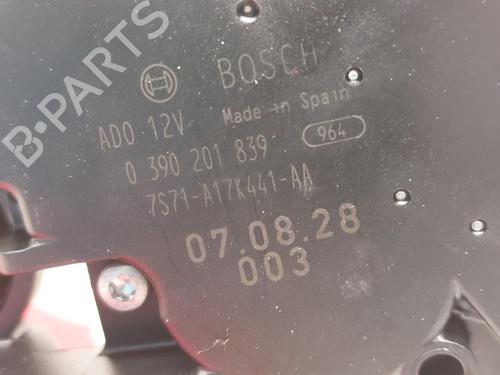 B-PARTS
BOSCH
ADO 12V Made in Spain
0 390 201 839 964
7S71-A17K441-AA
07.08.28
003